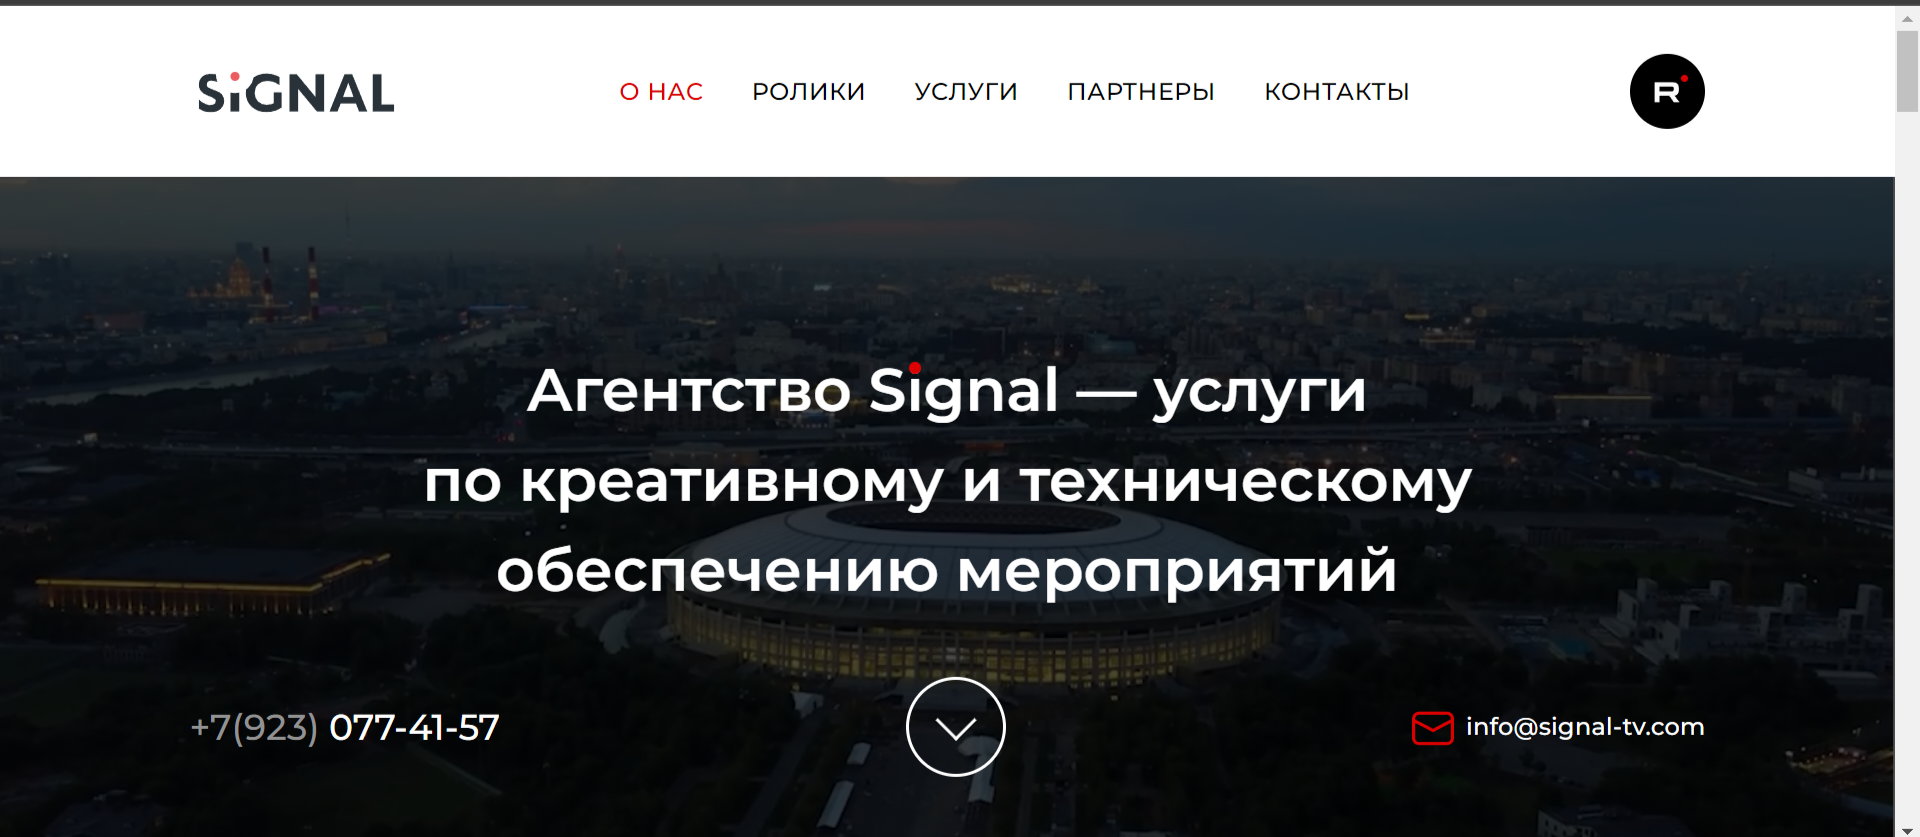 SiGNAL
О НАС РОЛИКИ УСЛУГИ ПАРТНЕРЫ КОНТАКТЫ
R
Агентство Signal — услуги
по креативному и техническому
обеспечению мероприятий
+7(923) 077-41-57
info@signal-tv.com